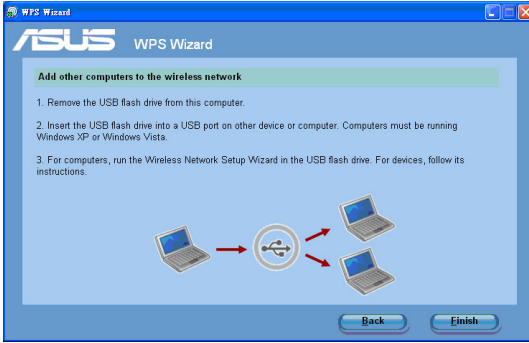 WPS Wizard
ASUS WPS Wizard
Add other computers to the wireless network
1. Remove the USB flash drive from this computer.
2. Insert the USB flash drive into a USB port on other device or computer. Computers must be running
Windows XP or Windows Vista.
3. For computers, run the Wireless Network Setup Wizard in the USB flash drive. For devices, follow its
instructions.
Back Finish